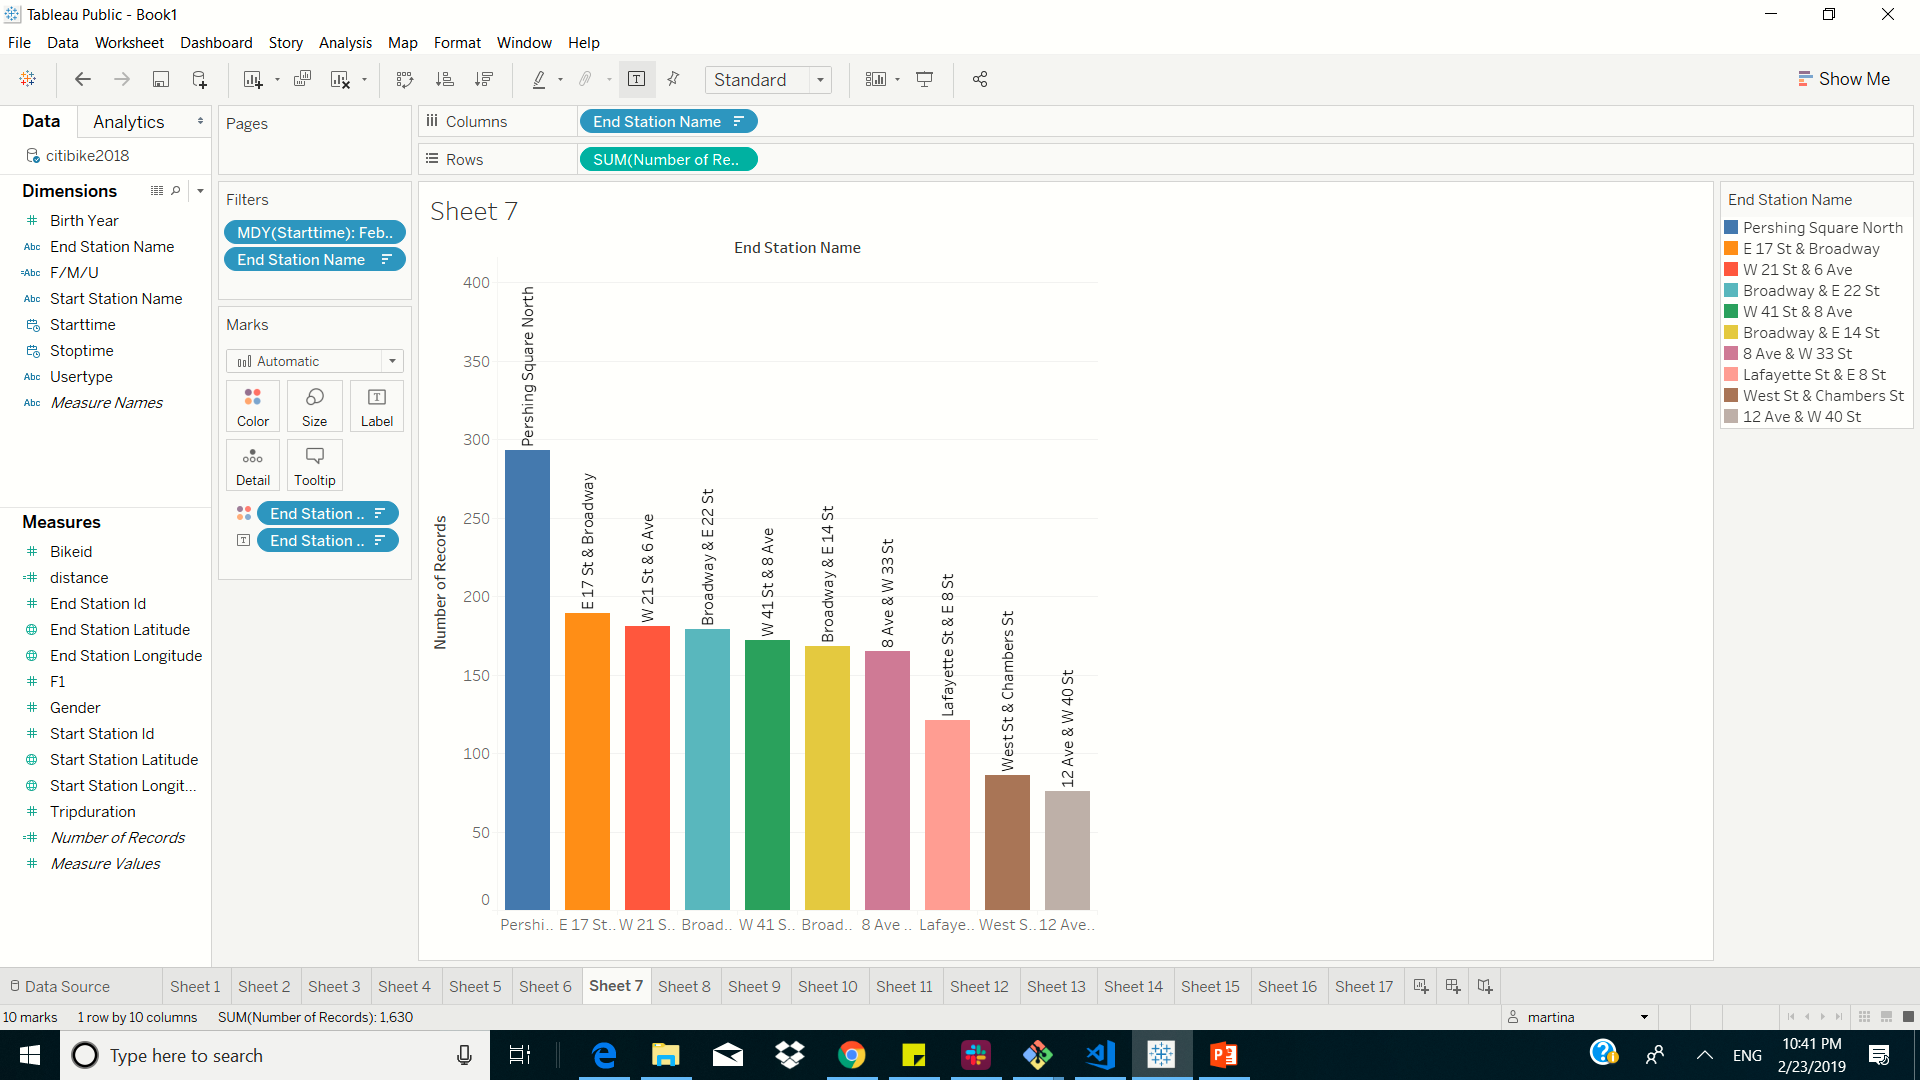 Tableau Public - Book1
File Data Worksheet Dashboard Story Analysis Map Format Window Help
Standard
Show Me
Data Analytics
citibike2018
Dimensions
Birth Year
Abc End Station Name
=Abc F/M/U
Abc Start Station Name
Starttime
Stoptime
Abc Usertype
Abc Measure Names
Measures
Bikeid
distance
End Station Id
End Station Latitude
End Station Longitude
F1
Gender
Start Station Id
Start Station Latitude
Start Station Longit...
Tripduration
Number of Records
Measure Values
Pages
Filters
MDY(Starttime): Feb..
End Station Name
Marks
Automatic
Color Size Label
Detail Tooltip
End Station ..
End Station ..
Columns End Station Name
Rows SUM(Number of Re..
Sheet 7
End Station Name
Number of Records
400
350
300
250
200
150
100
50
0
Pershing Square North
E 17 St & Broadway
W 21 St & 6 Ave
Broadway & E 22 St
W 41 St & 8 Ave
Broadway & E 14 St
8 Ave & W 33 St
Lafayette St & E 8 St
West St & Chambers St
12 Ave & W 40 St
Pershi.. E 17 St.. W 21 S.. Broad.. W 41 S.. Broad.. 8 Ave .. Lafaye.. West S.. 12 Ave..
End Station Name
Pershing Square North
E 17 St & Broadway
W 21 St & 6 Ave
Broadway & E 22 St
W 41 St & 8 Ave
Broadway & E 14 St
8 Ave & W 33 St
Lafayette St & E 8 St
West St & Chambers St
12 Ave & W 40 St
Data Source Sheet 1 Sheet 2 Sheet 3 Sheet 4 Sheet 5 Sheet 6 Sheet 7 Sheet 8 Sheet 9 Sheet 10 Sheet 11 Sheet 12 Sheet 13 Sheet 14 Sheet 15 Sheet 16 Sheet 17
10 marks 1 row by 10 columns SUM(Number of Records): 1,630
martina
Type here to search
ENG
10:41 PM
2/23/2019